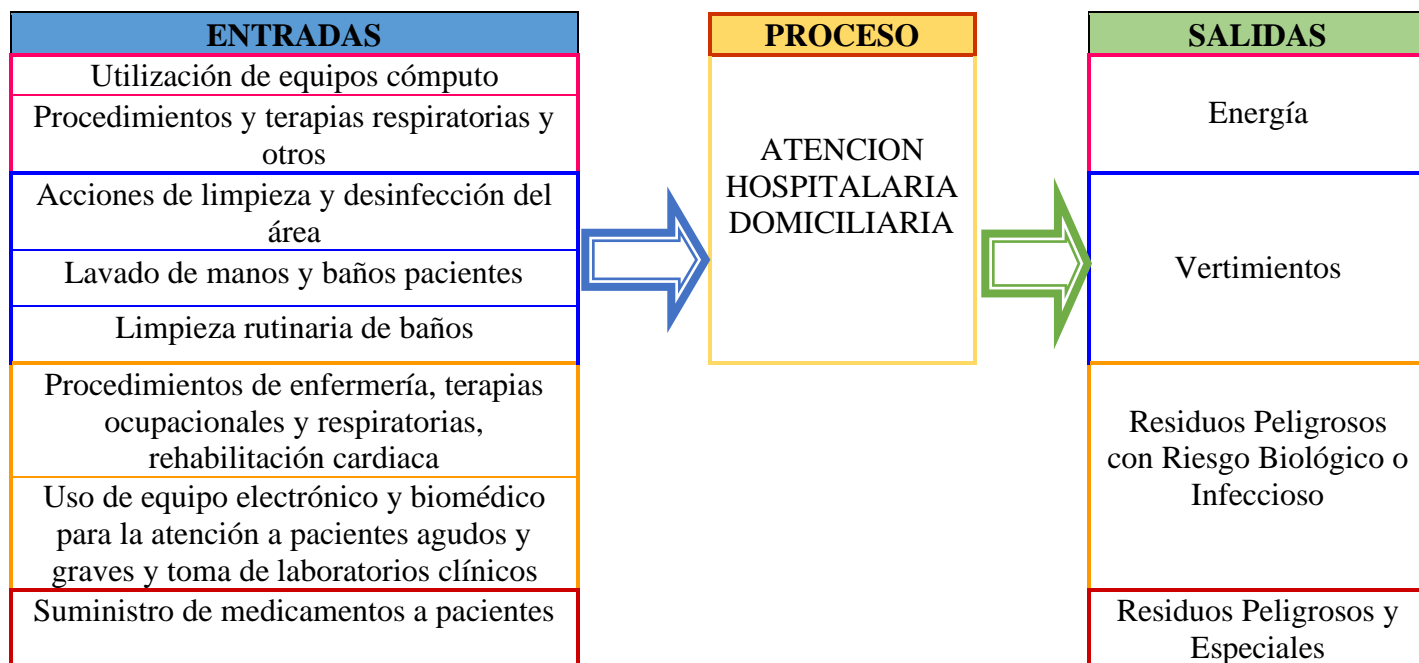 ENTRADAS
Utilización de equipos cómputo
Procedimientos y terapias respiratorias y
otros
Acciones de limpieza y desinfección del
área
Lavado de manos y baños pacientes
Limpieza rutinaria de baños
Procedimientos de enfermería, terapias
ocupacionales y respiratorias,
rehabilitación cardiaca
Uso de equipo electrónico y biomédico
para la atención a pacientes agudos y
graves y toma de laboratorios clínicos
Suministro de medicamentos a pacientes
PROCESO
ATENCION
HOSPITALARIA
DOMICILIARIA
SALIDAS
Energía
Vertimientos
Residuos Peligrosos
con Riesgo Biológico o
Infeccioso
Residuos Peligrosos y
Especiales